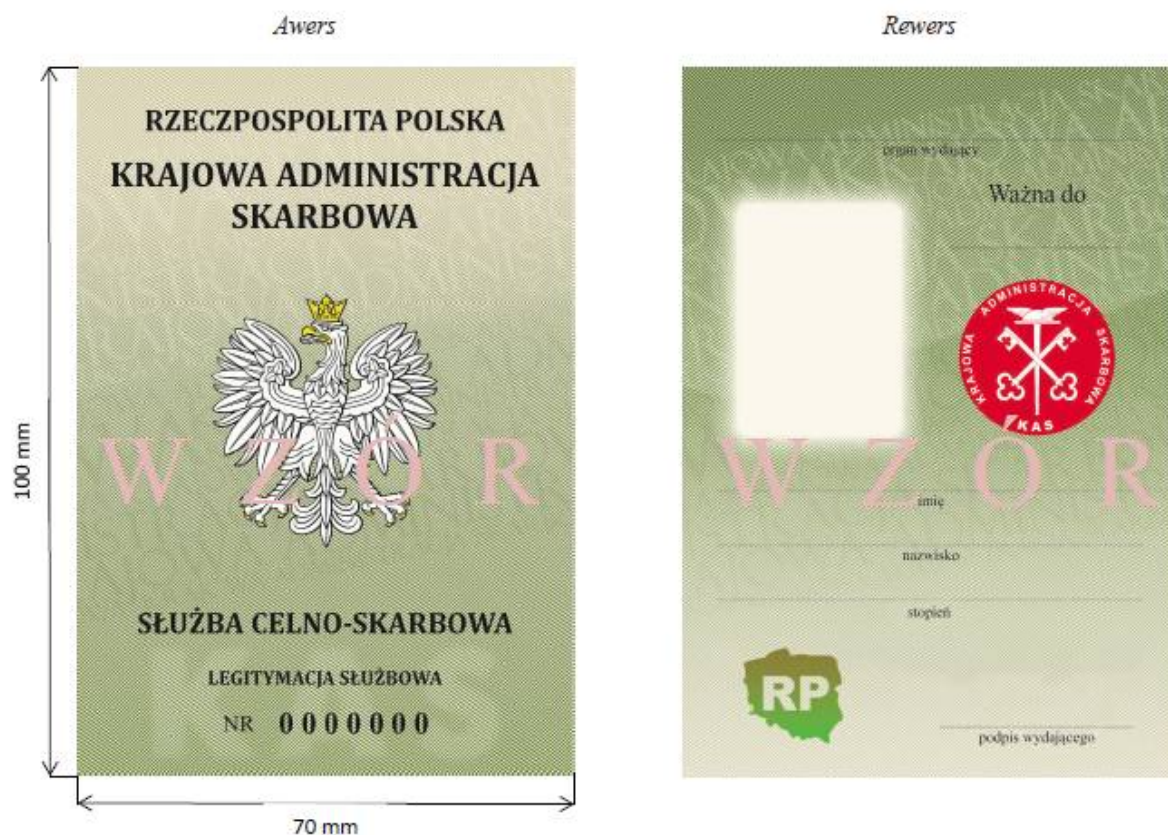 Awers
RZECZPOSPOLITA POLSKA
KRAJOWA ADMINISTRACJA
SKARBOWA
W Z Ó R
SŁUŻBA CELNO-SKARBOWA
LEGITYMACJA SŁUŻBOWA
NR 0000000
KAS
100 mm
70 mm
Rewers
organ wydający
Ważna do
KRAJOWA ADMINISTRACJA SKARBOWA
KAS
W Z Ó R
imię
nazwisko
stopień
RP
podpis wydającego